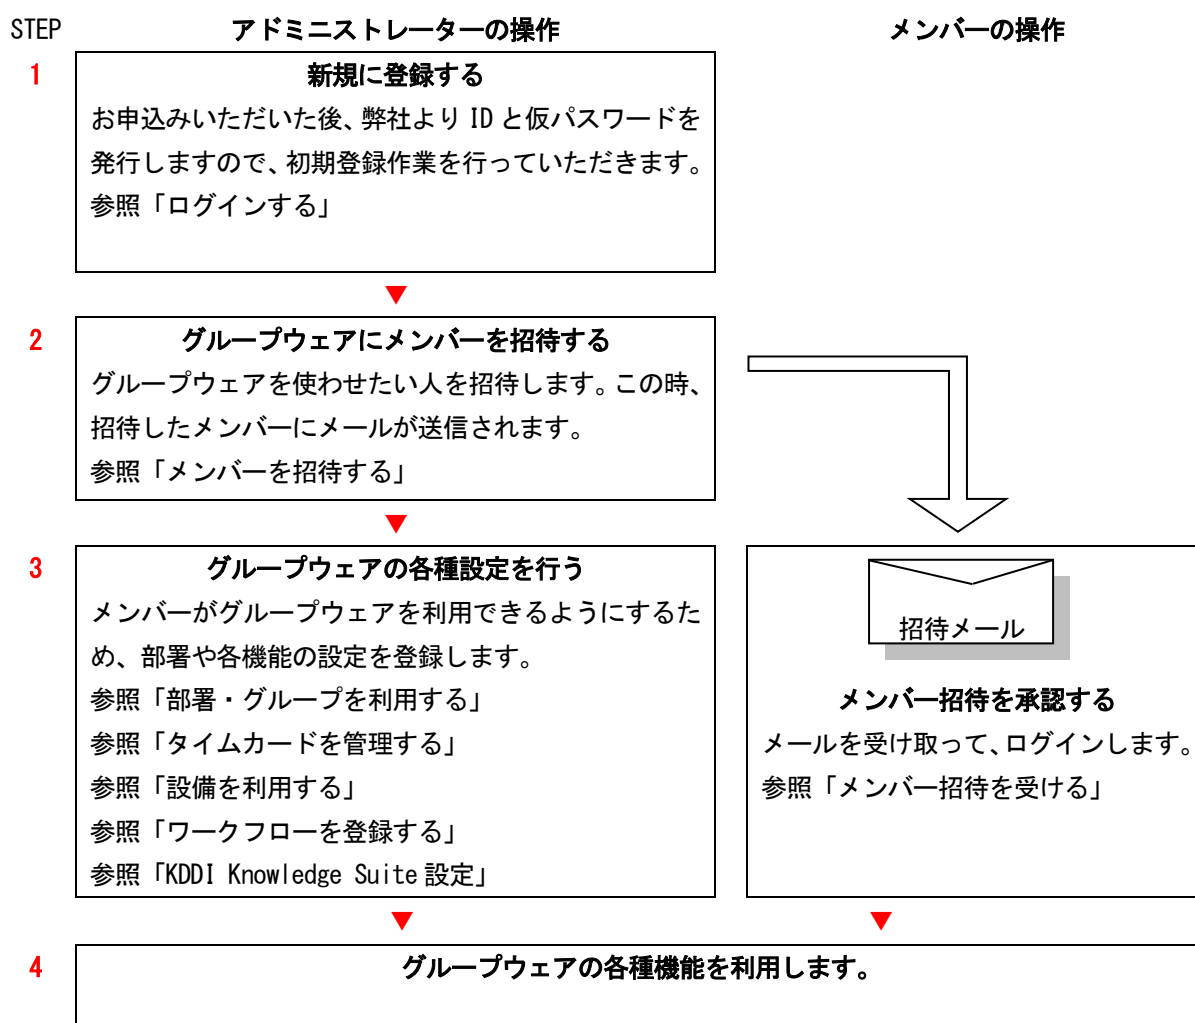 STEP アドミニストレーターの操作 メンバーの操作
1 新規に登録する
お申込みいただいた後、弊社より ID と仮パスワードを
発行しますので、初期登録作業を行っていただきます。
参照「ログインする」
2 グループウェアにメンバーを招待する
グループウェアを使わせたい人を招待します。この時、
招待したメンバーにメールが送信されます。
参照「メンバーを招待する」
3 グループウェアの各種設定を行う
メンバーがグループウェアを利用できるようにするた
め、部署や各機能の設定を登録します。
参照「部署・グループを利用する」
参照「タイムカードを管理する」
参照「設備を利用する」
参照「ワークフローを登録する」
参照「KDDI Knowledge Suite 設定」
招待メール
メンバー招待を承認する
メールを受け取って、ログインします。
参照「メンバー招待を受ける」
4 グループウェアの各種機能を利用します。